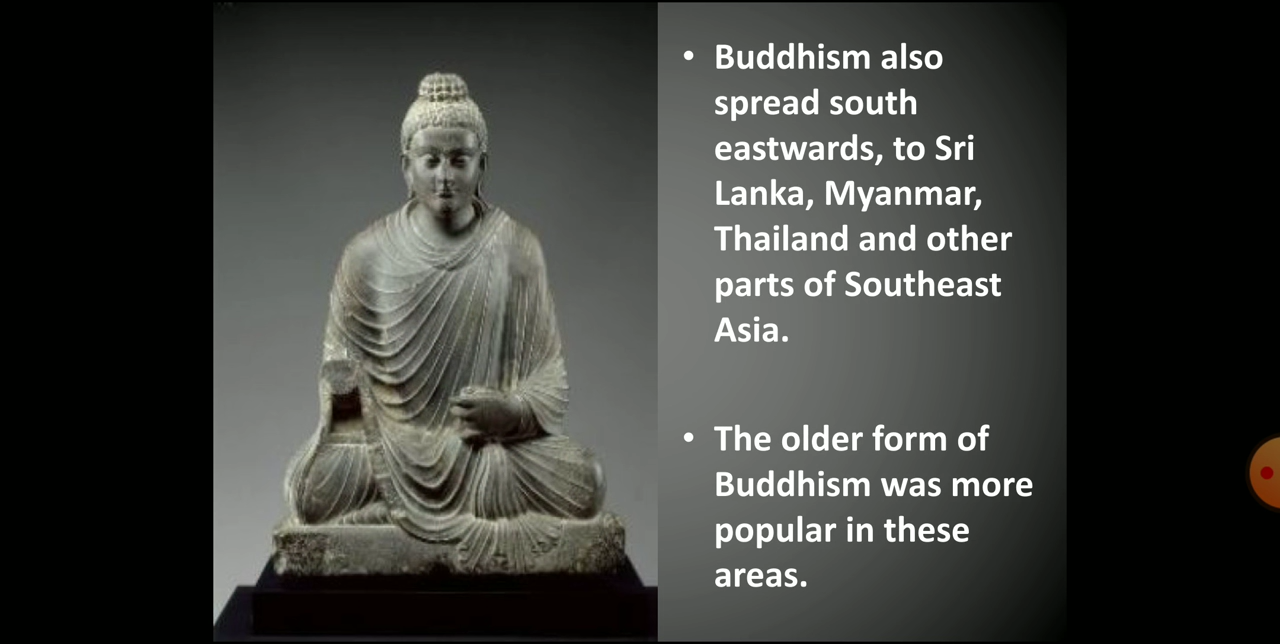 • Buddhism also
spread south
eastwards, to Sri
Lanka, Myanmar,
Thailand and other
parts of Southeast
Asia.
• The older form of
Buddhism was more
popular in these
areas.